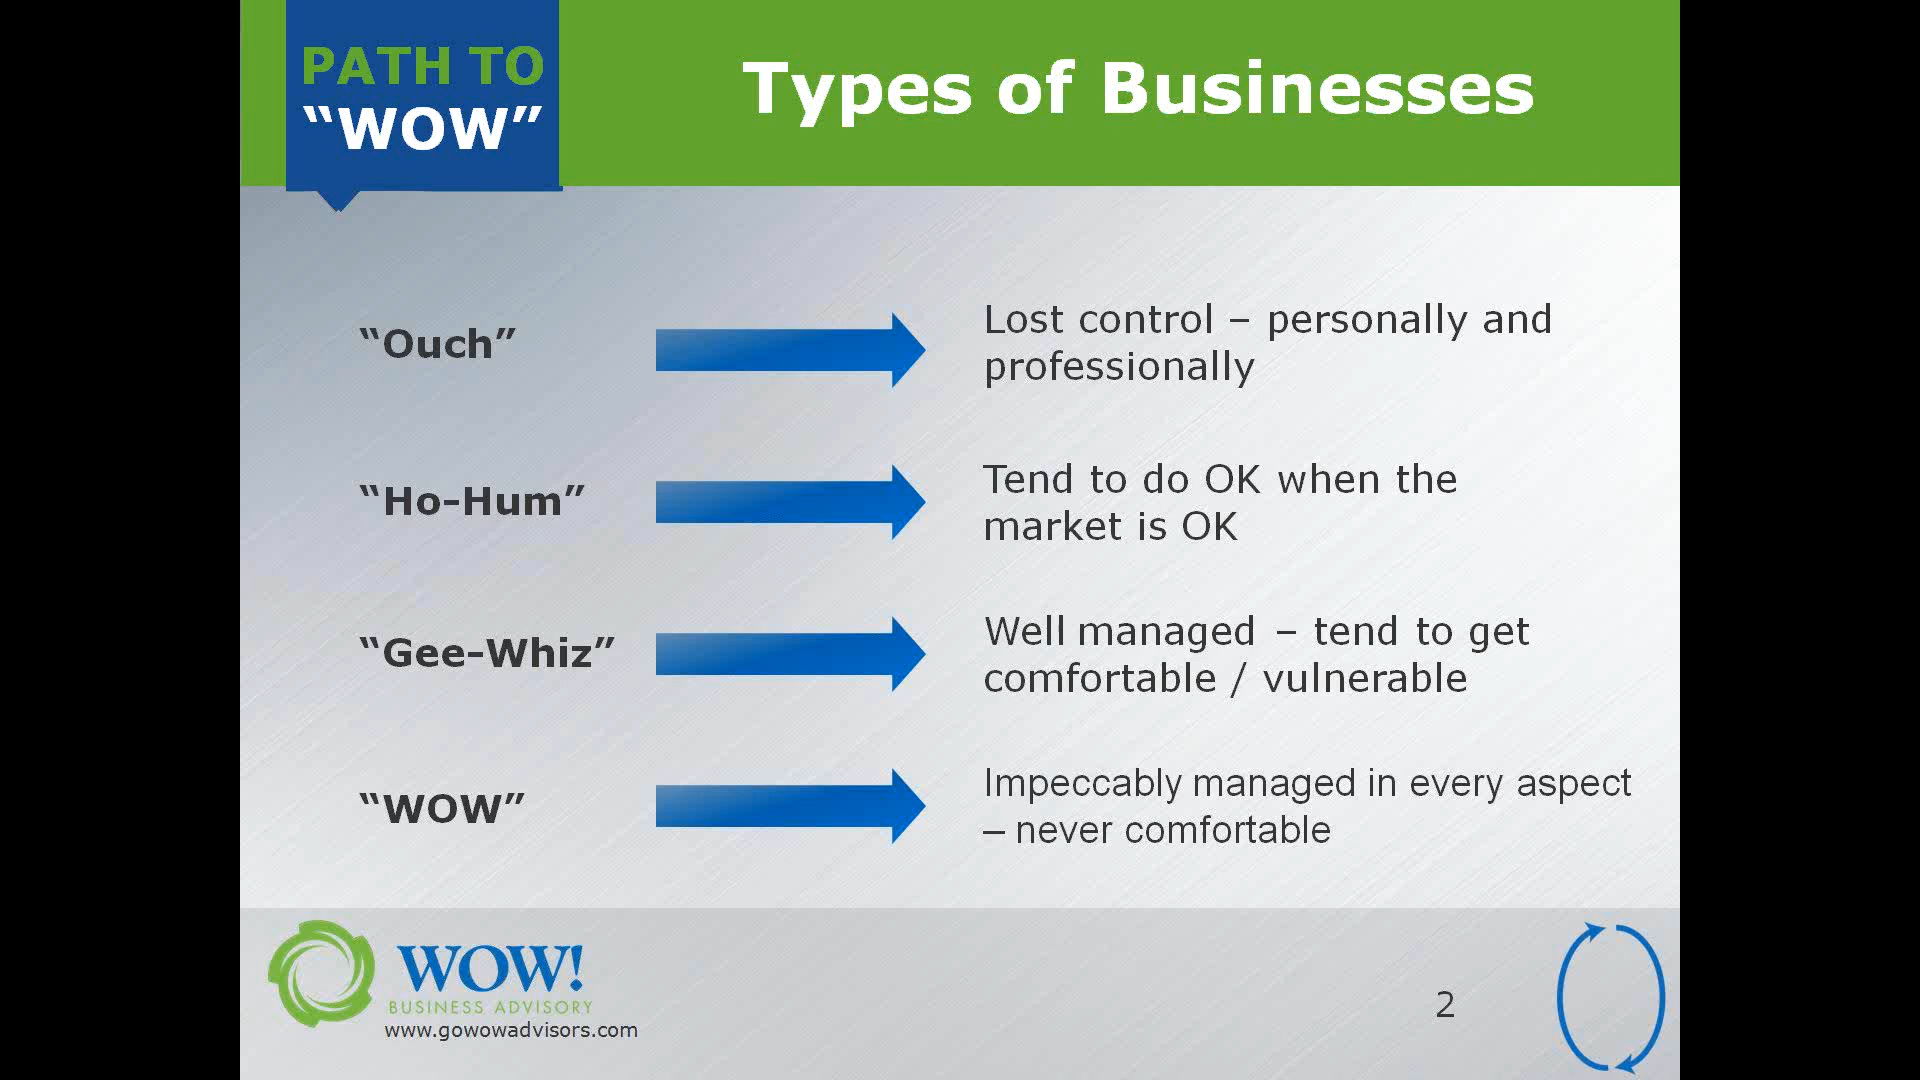 PATH TO
“WOW”
Types of Businesses
“Ouch”
Lost control – personally and
professionally
“Ho-Hum”
Tend to do OK when the
market is OK
“Gee-Whiz”
Well managed – tend to get
comfortable / vulnerable
“WOW”
Impeccably managed in every aspect
– never comfortable
WOW!
BUSINESS ADVISORY
www.gowowadvisors.com
2